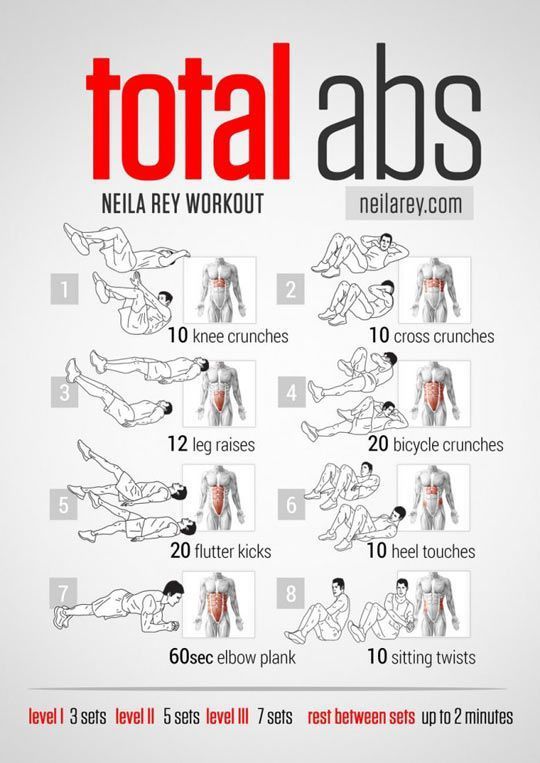 total abs
NEILA REY WORKOUT neilarey.com
1
10 knee crunches
2
10 cross crunches
3
12 leg raises
4
20 bicycle crunches
5
20 flutter kicks
6
10 heel touches
7
60sec elbow plank
8
10 sitting twists
level I 3 sets level II 5 sets level III 7 sets rest between sets up to 2 minutes